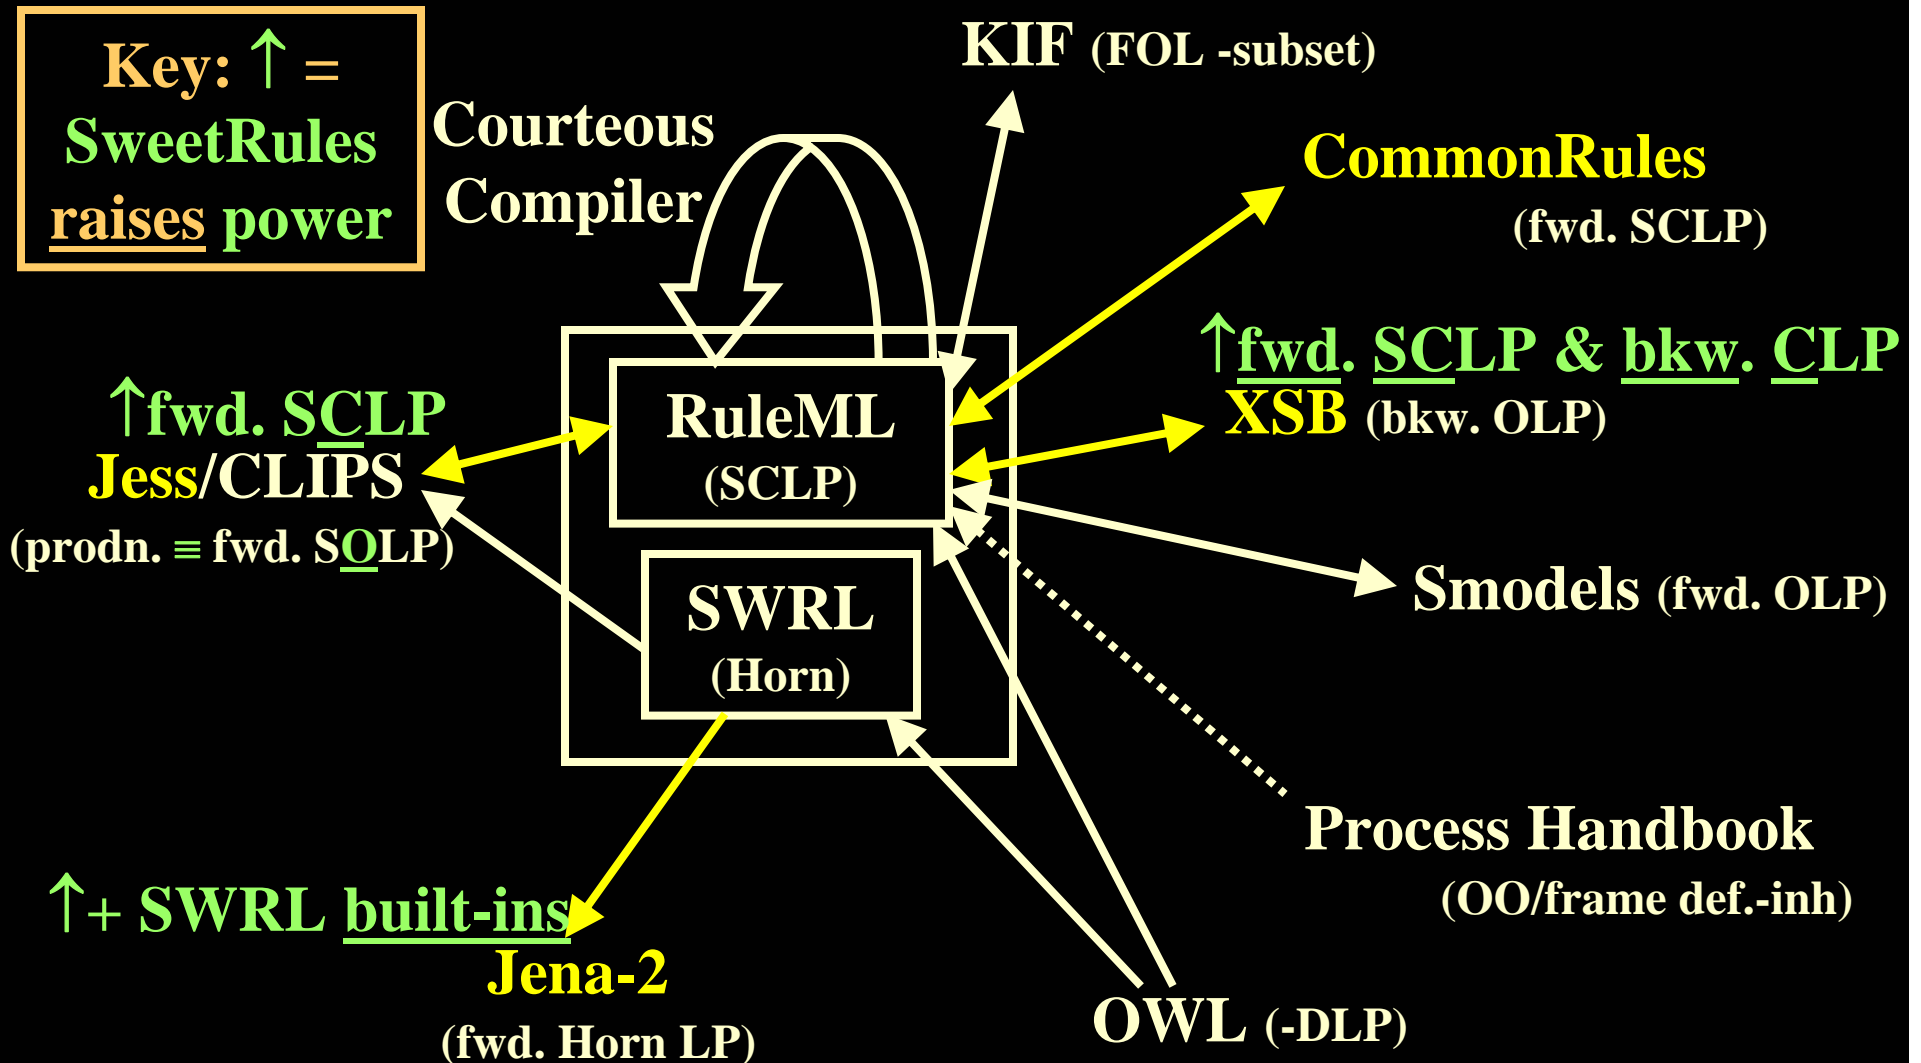 Key: ↑ =
SweetRules
raises power
KIF (FOL -subset)
Courteous
Compiler
CommonRules
(fwd. SCLP)
↑fwd. SCLP & bkw. CLP
XSB (bkw. OLP)
↑fwd. SCLP
Jess/CLIPS
(prodn. ≡ fwd. SOLP)
RuleML
(SCLP)
SWRL
(Horn)
Smodels (fwd. OLP)
Process Handbook
(OO/frame def.-inh)
↑+ SWRL built-ins
Jena-2
(fwd. Horn LP)
OWL (-DLP)